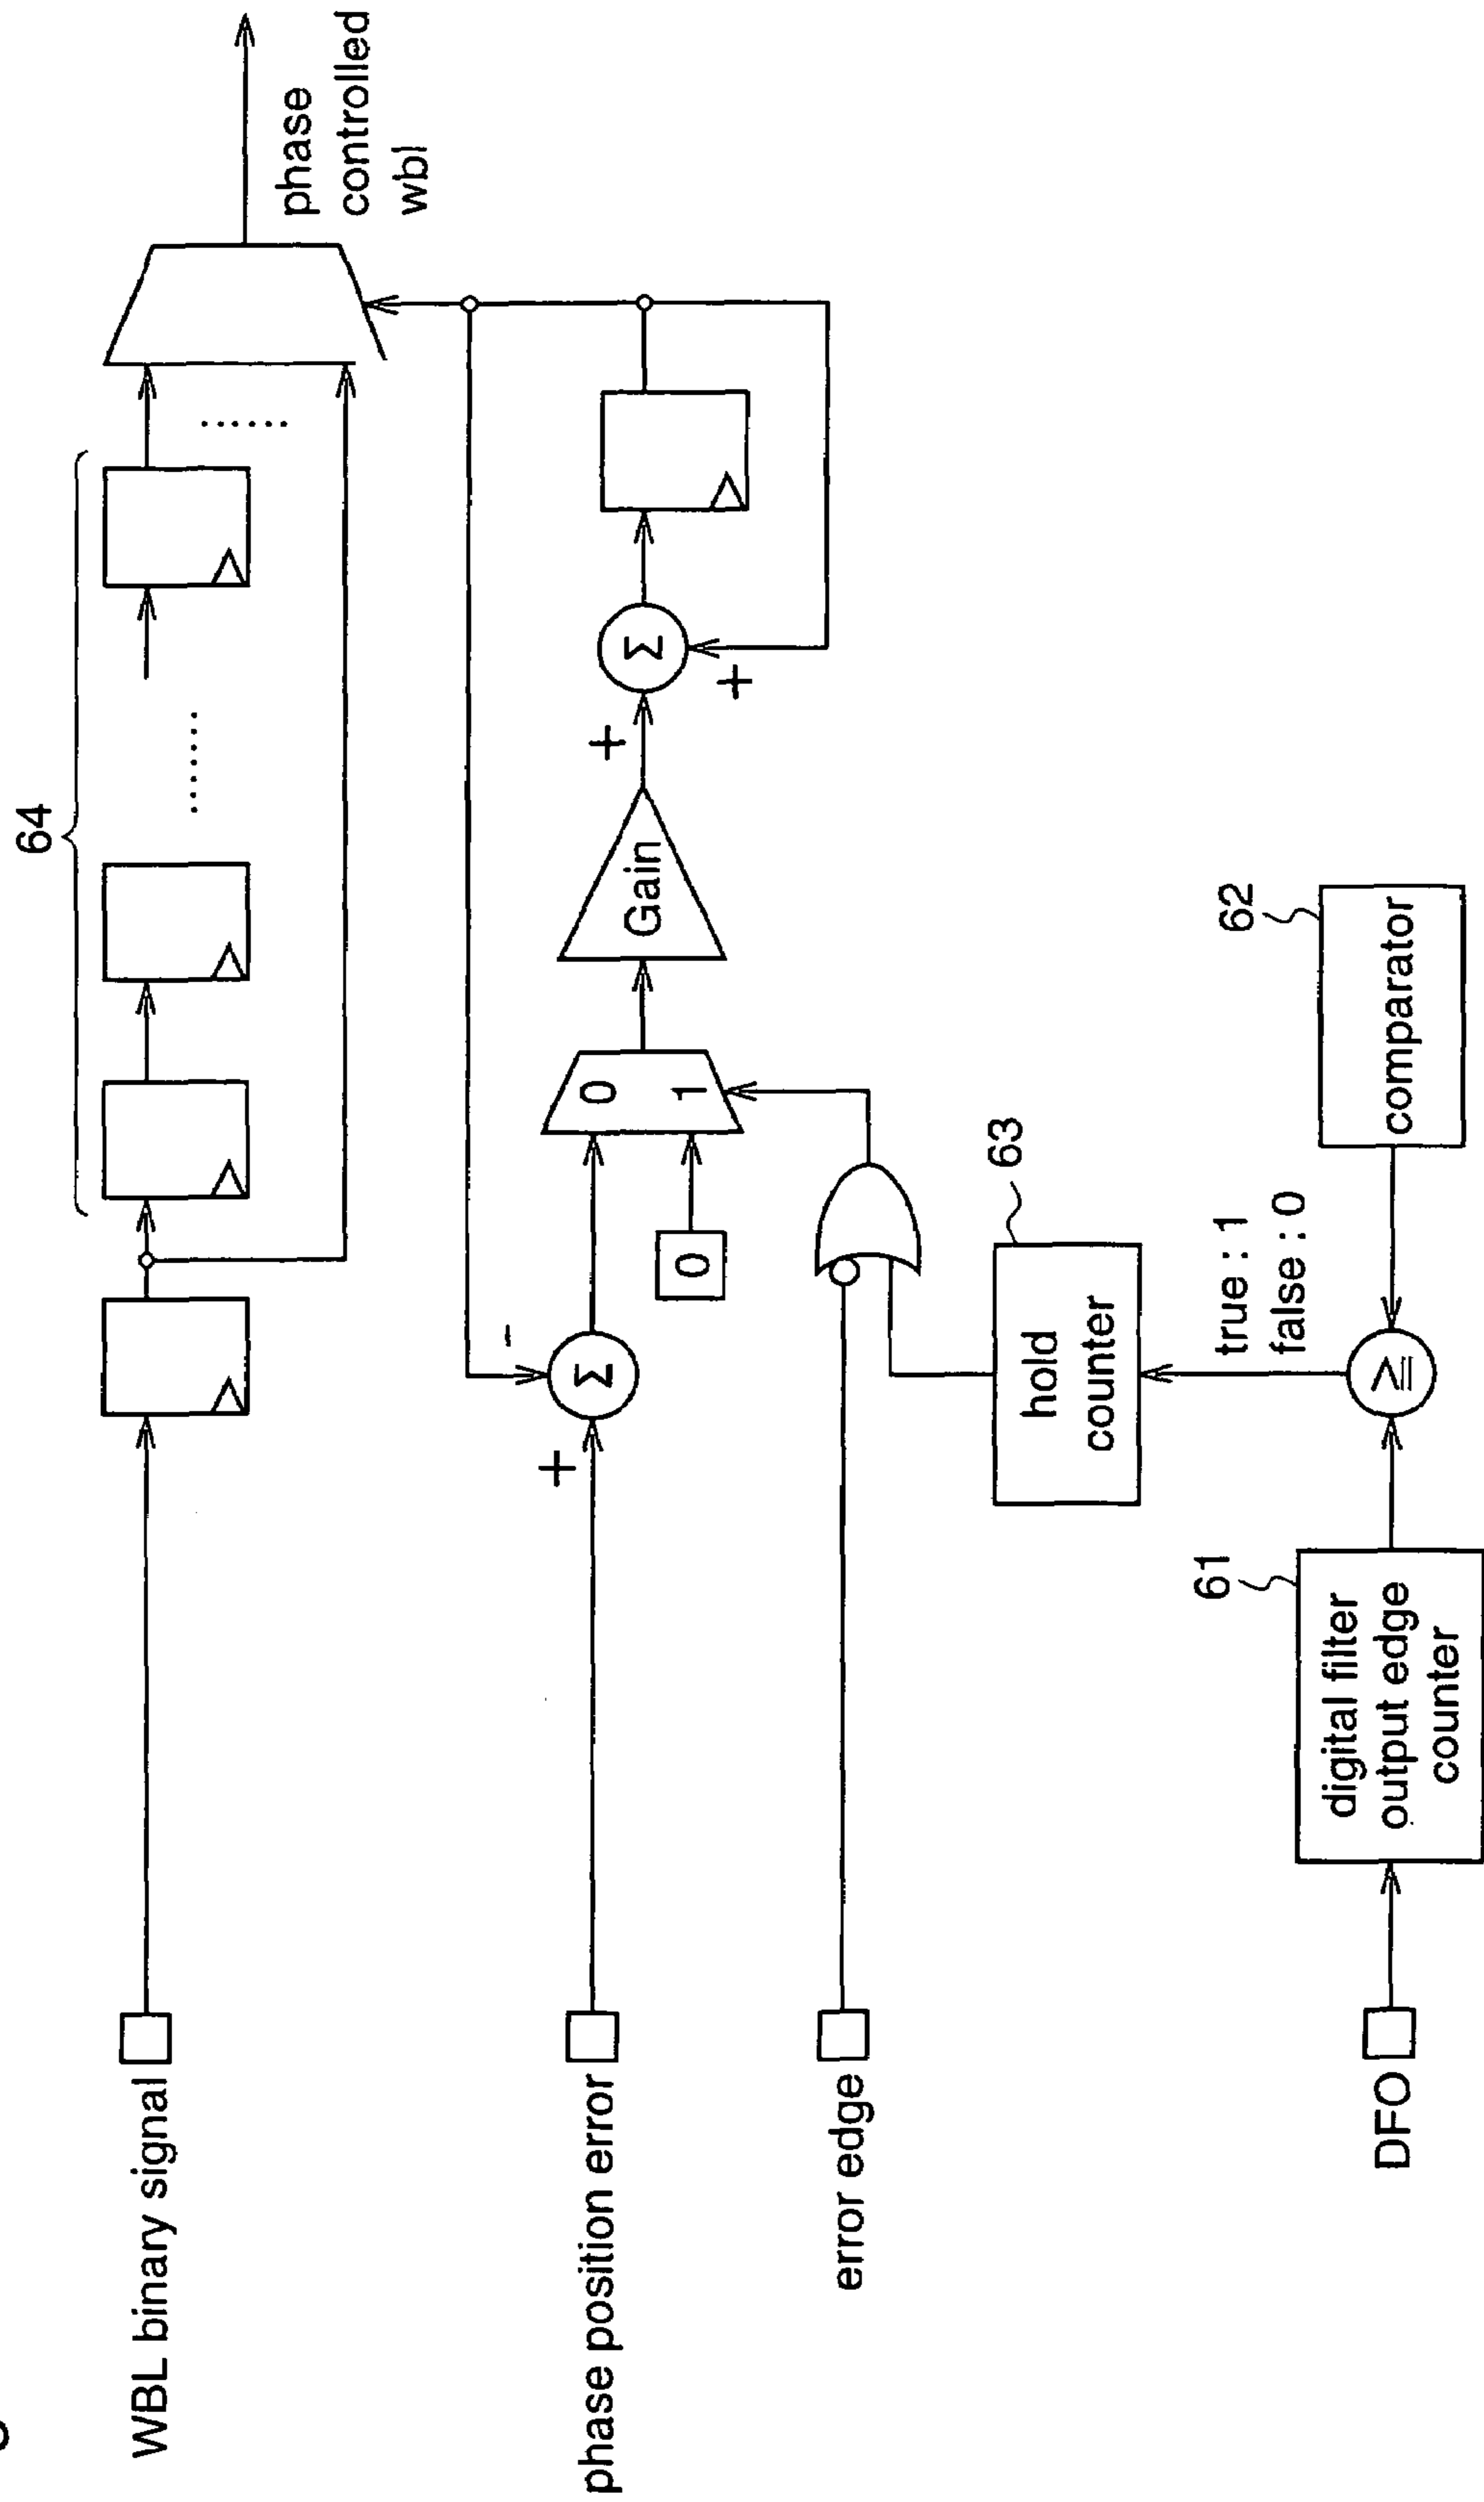 64
phase
controlled
wbl
WBL binary signal
phase position error
+
-
Σ
0
0
1
Gain
+
Σ
+
error edge
63
hold
counter
true : 1
false : 0
62
comparator
≧
61
digital filter
output edge
counter
DFO